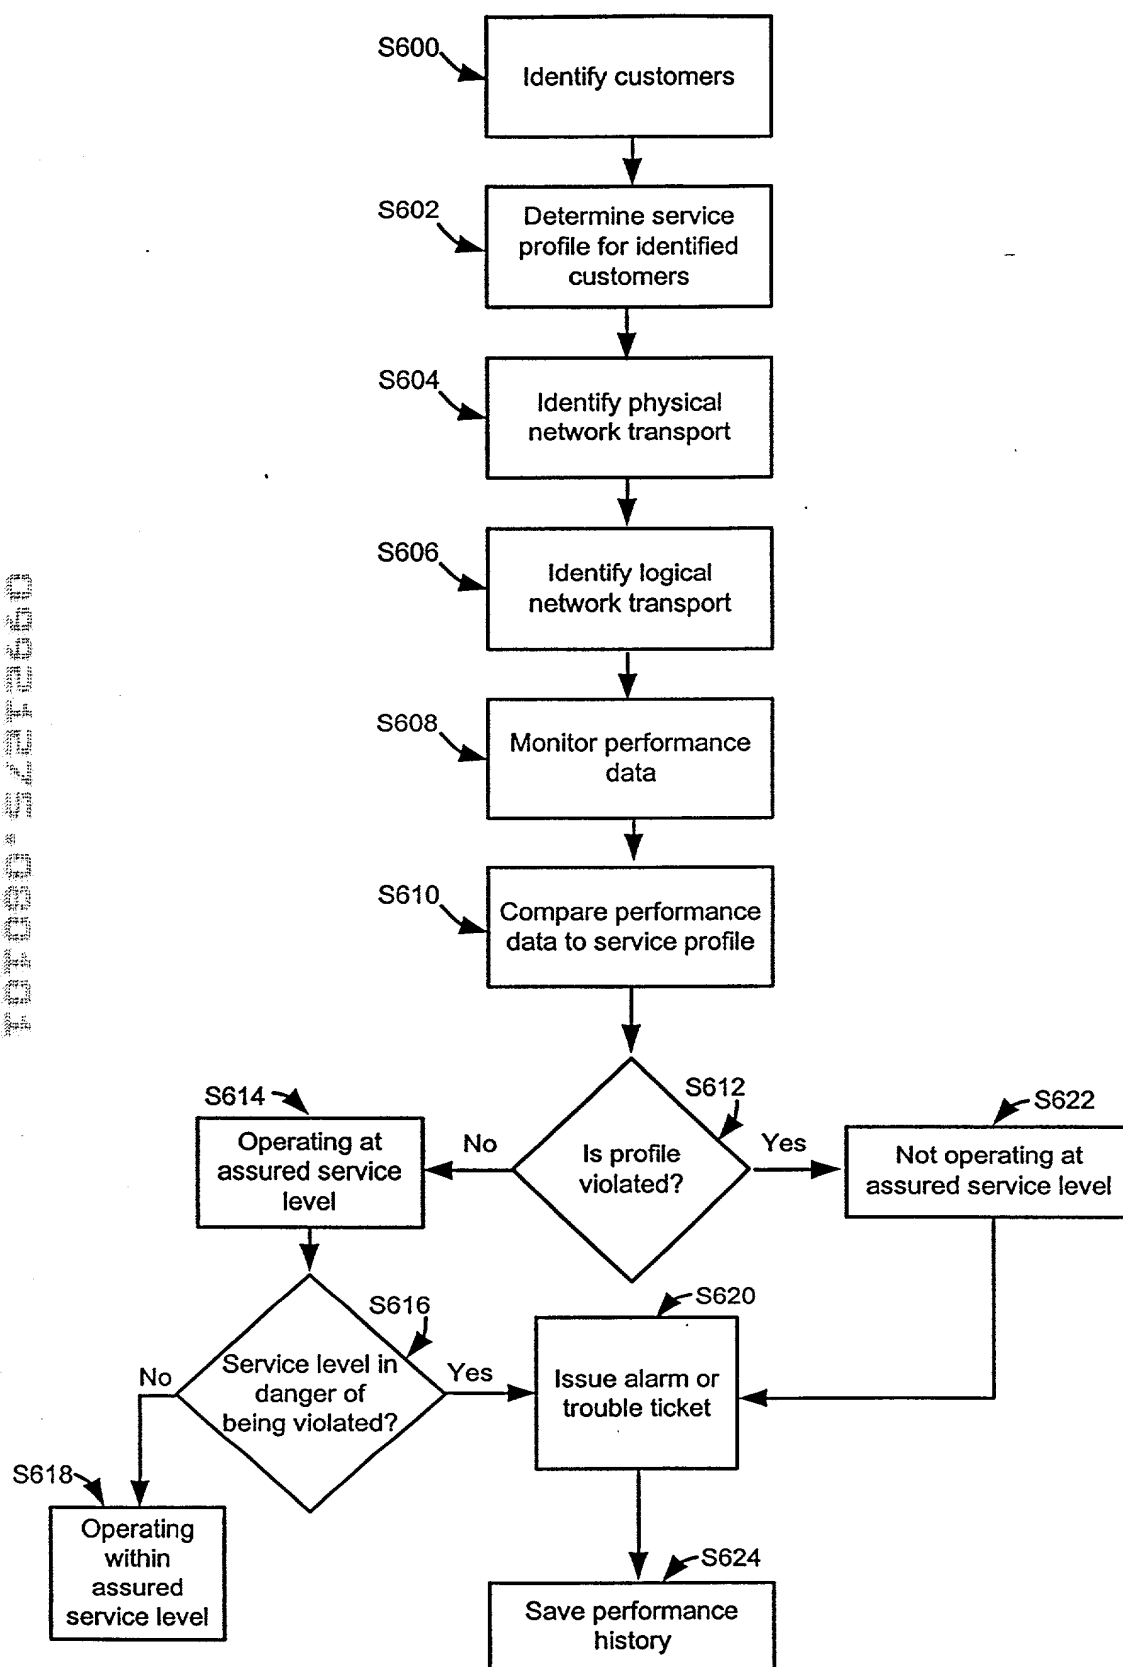 S600
Identify customers
S602
Determine service
profile for identified
customers
S604
Identify physical
network transport
S606
Identify logical
network transport
S608
Monitor performance
data
S610
Compare performance
data to service profile
S612
Is profile
violated?
No
Yes
S614
Operating at
assured service
level
S622
Not operating at
assured service level
S616
Service level in
danger of
being violated?
No
Yes
S620
Issue alarm or
trouble ticket
S618
Operating
within
assured
service level
S624
Save performance
history